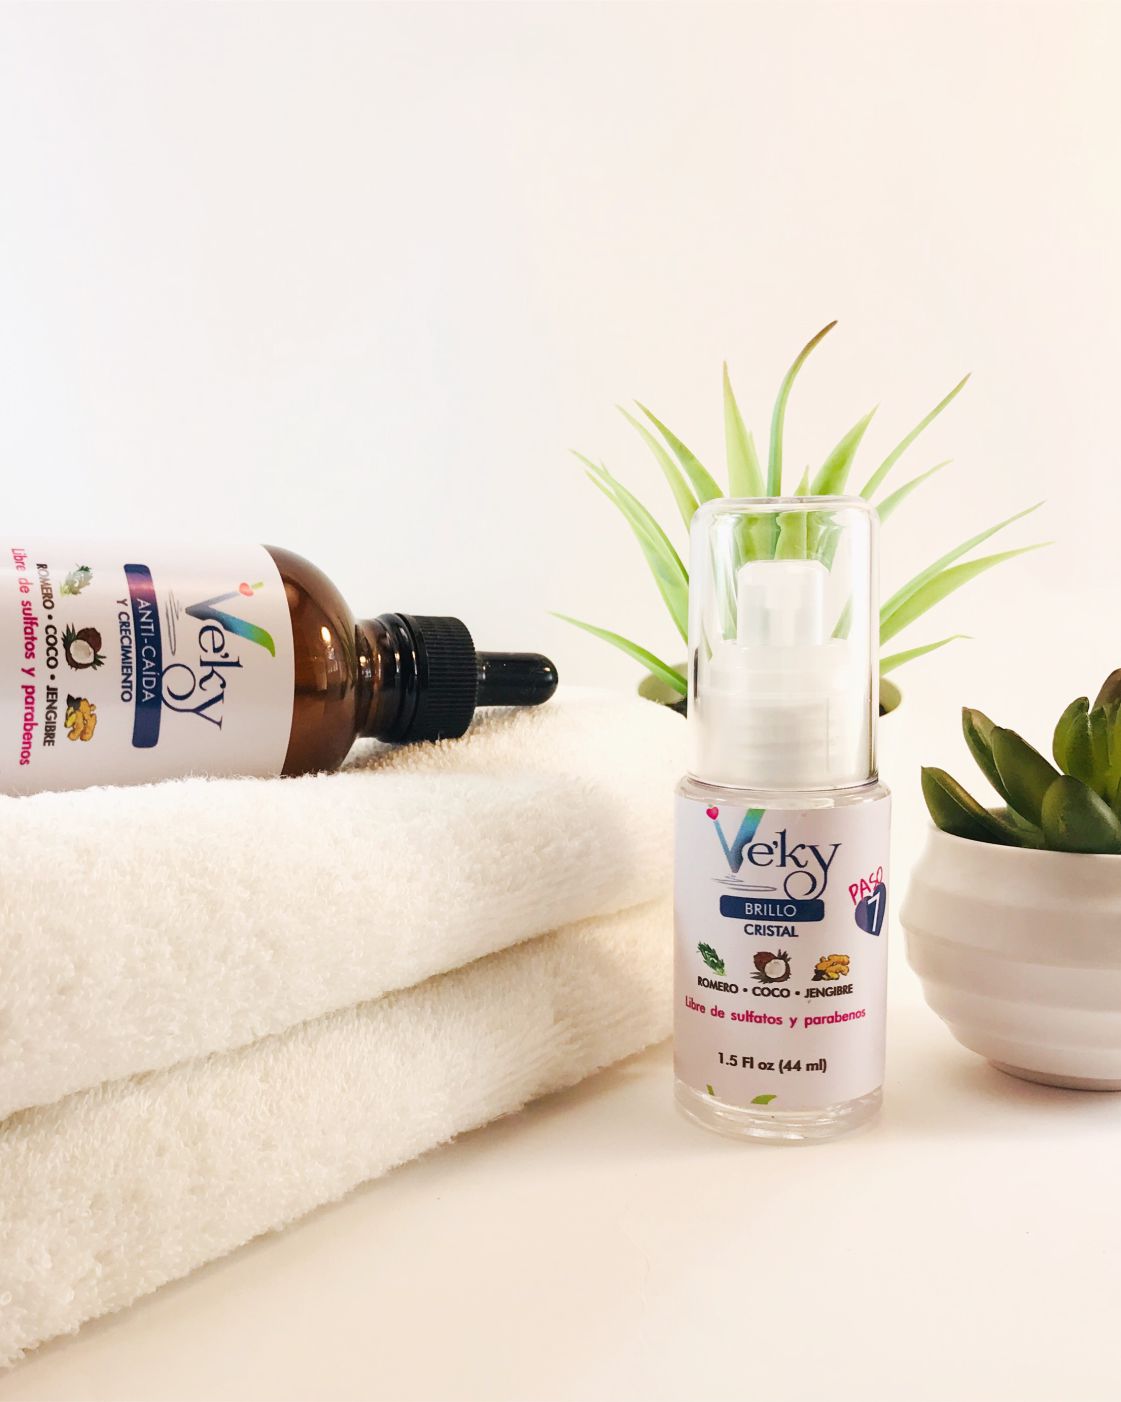 Ve'ky
ANTI-CAÍDA
Y CRECIMIENTO
ROMERO • COCO • JENGIBRE
Libre de sulfatos y parabenos
Ve'ky
BRILLO
CRISTAL
PASO
7
ROMERO • COCO • JENGIBRE
Libre de sulfatos y parabenos
1.5 Fl oz (44 ml)